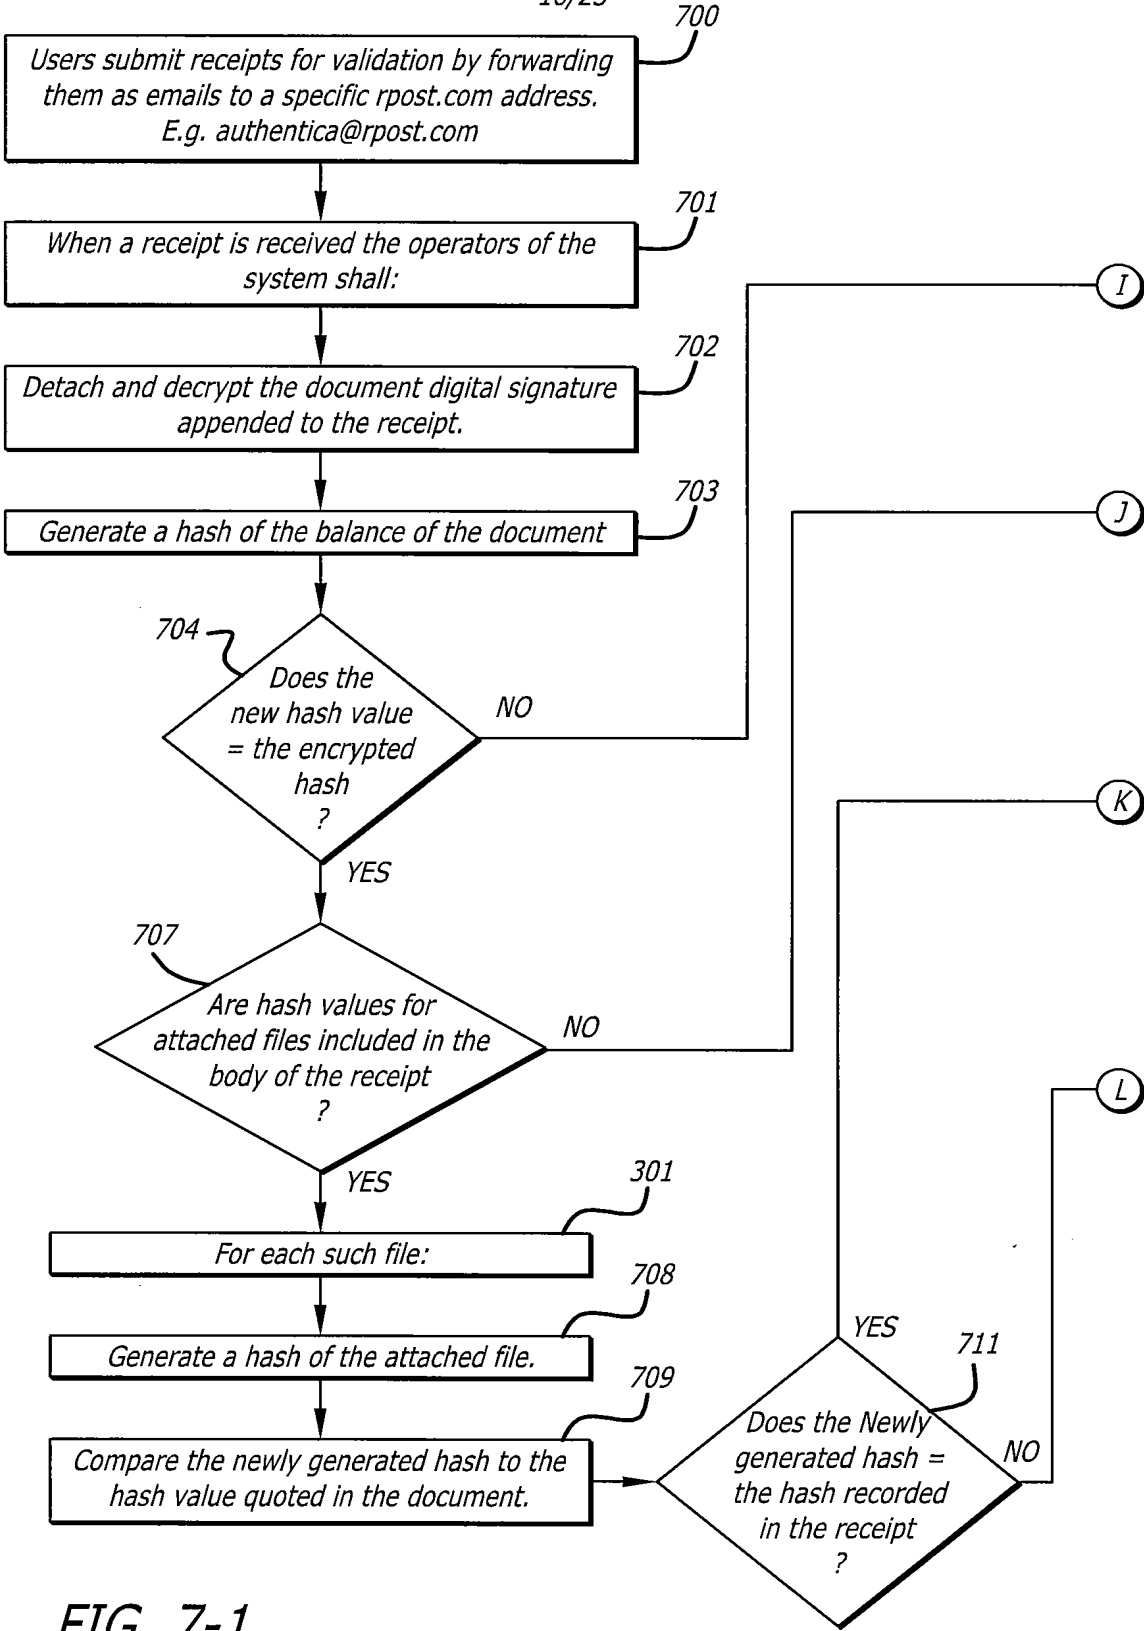 700
Users submit receipts for validation by forwarding
them as emails to a specific rpost.com address.
E.g. authentica@rpost.com
701
When a receipt is received the operators of the
system shall:
I
702
Detach and decrypt the document digital signature
appended to the receipt.
703
Generate a hash of the balance of the document
J
704
Does the
new hash value
= the encrypted
hash
?
NO
YES
K
707
Are hash values for
attached files included in the
body of the receipt
?
NO
YES
L
301
For each such file:
708
Generate a hash of the attached file.
709
Compare the newly generated hash to the
hash value quoted in the document.
YES
711
Does the Newly
generated hash =
the hash recorded
in the receipt
?
NO
FIG. 7-1